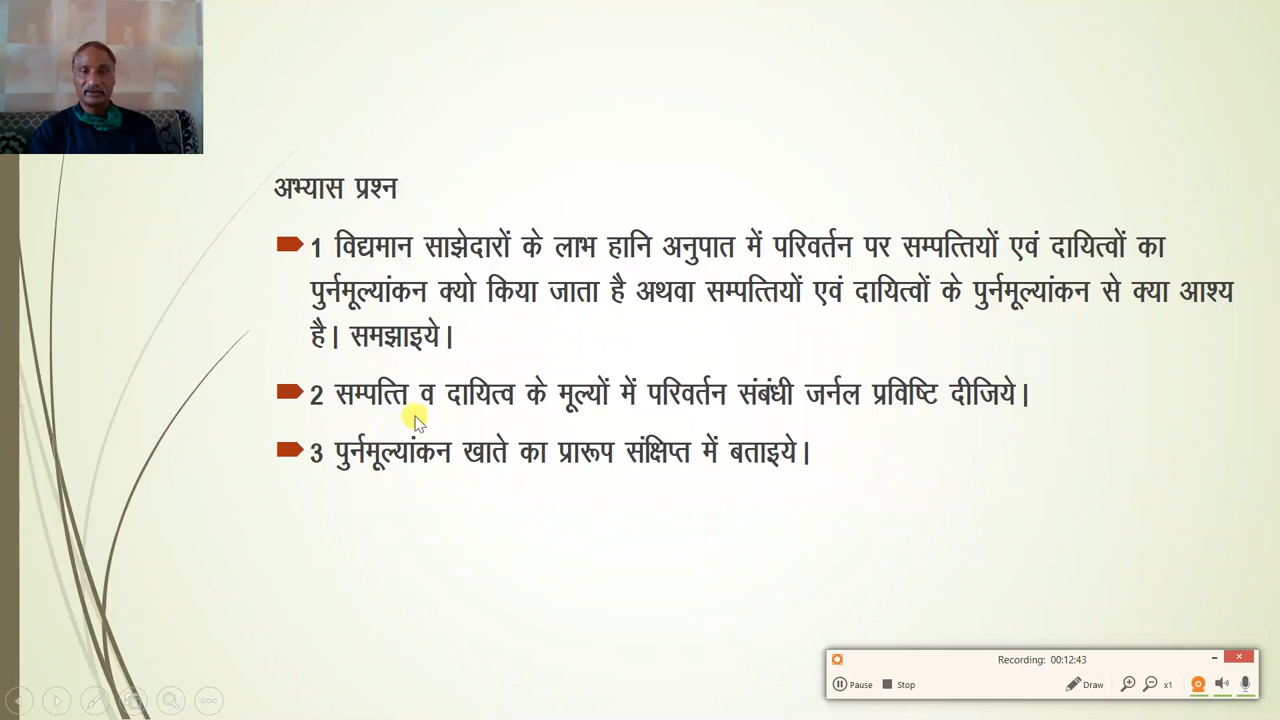 अभ्यास प्रश्न
1 विद्यमान साझेदारों के लाभ हानि अनुपात में परिवर्तन पर सम्पत्तियों एवं दायित्वों का
पुर्नमूल्यांकन क्यो किया जाता है अथवा सम्पत्तियों एवं दायित्वों के पुर्नमूल्यांकन से क्या आश्य
है। समझाइये।
2 सम्पत्ति व दायित्व के मूल्यों में परिवर्तन संबंधी जर्नल प्रविष्टि दीजिये।
3 पुर्नमूल्यांकन खाते का प्रारूप संक्षिप्त में बताइये।
Recording: 00:12:43
Pause Stop Draw x1